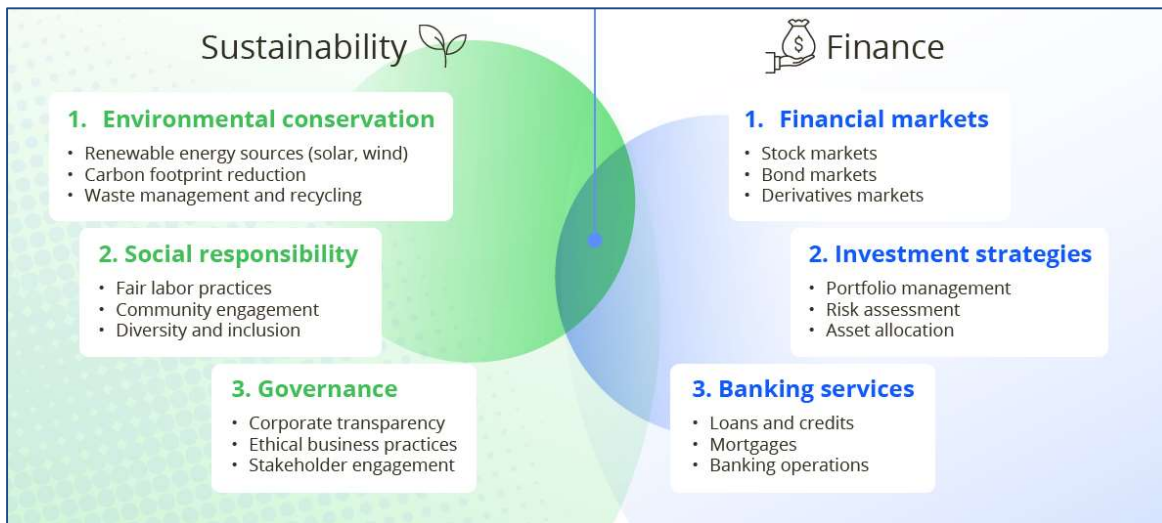 Sustainability
1. Environmental conservation
• Renewable energy sources (solar, wind)
• Carbon footprint reduction
• Waste management and recycling
2. Social responsibility
• Fair labor practices
• Community engagement
• Diversity and inclusion
3. Governance
• Corporate transparency
• Ethical business practices
• Stakeholder engagement
$
Finance
1. Financial markets
• Stock markets
• Bond markets
• Derivatives markets
2. Investment strategies
• Portfolio management
• Risk assessment
• Asset allocation
3. Banking services
• Loans and credits
• Mortgages
• Banking operations